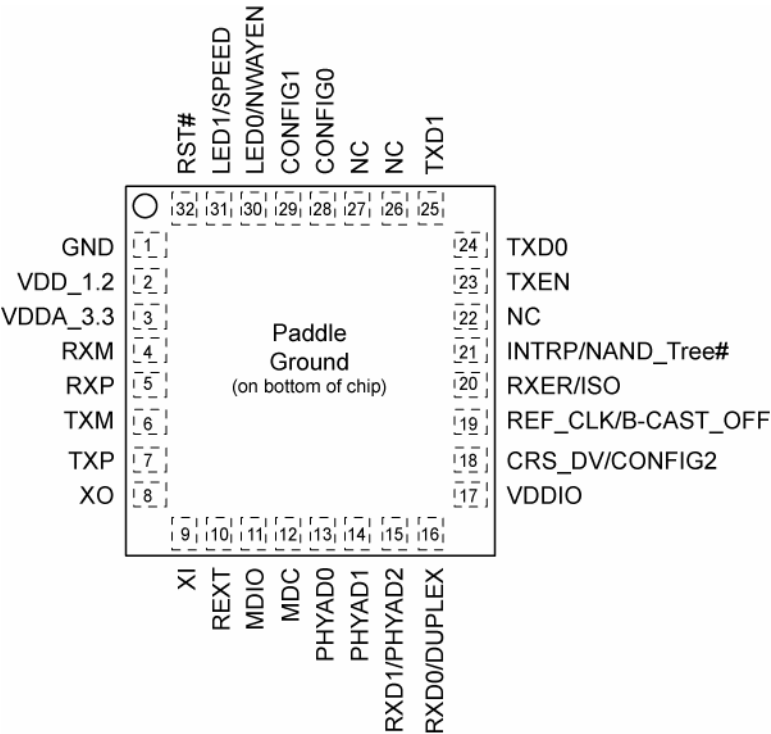 RST#
LED1/SPEED
LED0/NWAYEN
CONFIG1
CONFIG0
NC
NC
TXD1
32 31 30 29 28 27 26 25
GND 1
VDD_1.2 2
VDDA_3.3 3
RXM 4
RXP 5
TXM 6
TXP 7
XO 8
Paddle
Ground
(on bottom of chip)
24 TXD0
23 TXEN
22 NC
21 INTRP/NAND_Tree#
20 RXER/ISO
19 REF_CLK/B-CAST_OFF
18 CRS_DV/CONFIG2
17 VDDIO
9 10 11 12 13 14 15 16
XI
REXT
MDIO
MDC
PHYAD0
PHYAD1
RXD1/PHYAD2
RXD0/DUPLEX